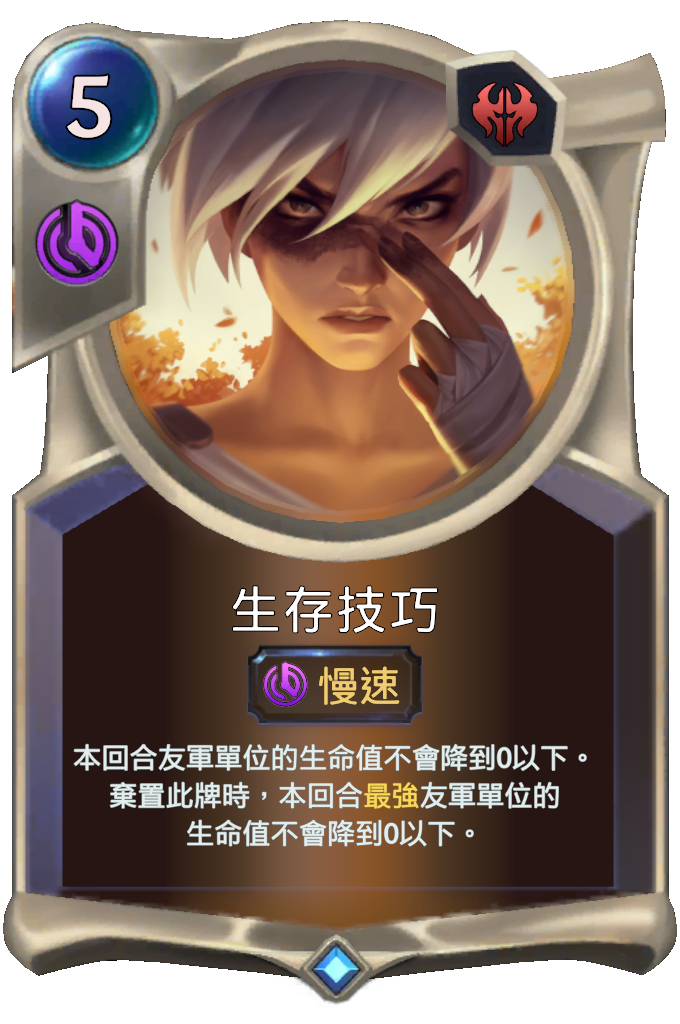 5
生存技巧
慢速
本回合友軍單位的生命值不會降到0以下。
棄置此牌時，本回合最強友軍單位的
生命值不會降到0以下。